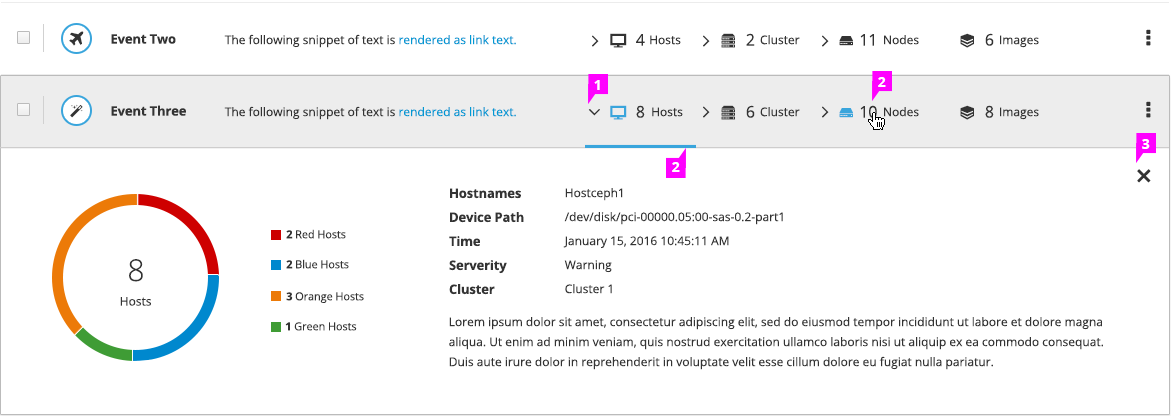 Event Two The following snippet of text is rendered as link text. 4 Hosts 2 Cluster 11 Nodes 6 Images
1 2
Event Three The following snippet of text is rendered as link text. 8 Hosts 6 Cluster 10 Nodes 8 Images
2 3
Hostnames Hostceph1
Device Path /dev/disk/pci-00000.05:00-sas-0.2-part1
Time January 15, 2016 10:45:11 AM
Serverity Warning
Cluster Cluster 1
8
Hosts
2 Red Hosts
2 Blue Hosts
3 Orange Hosts
1 Green Hosts
Lorem ipsum dolor sit amet, consectetur adipiscing elit, sed do eiusmod tempor incididunt ut labore et dolore magna
aliqua. Ut enim ad minim veniam, quis nostrud exercitation ullamco laboris nisi ut aliquip ex ea commodo consequat.
Duis aute irure dolor in reprehenderit in voluptate velit esse cillum dolore eu fugiat nulla pariatur.